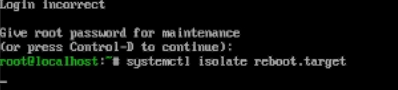 Login incorrect
Give root password for maintenance
(or press Control-D to continue):
root@localhost:~# systemctl isolate reboot.target